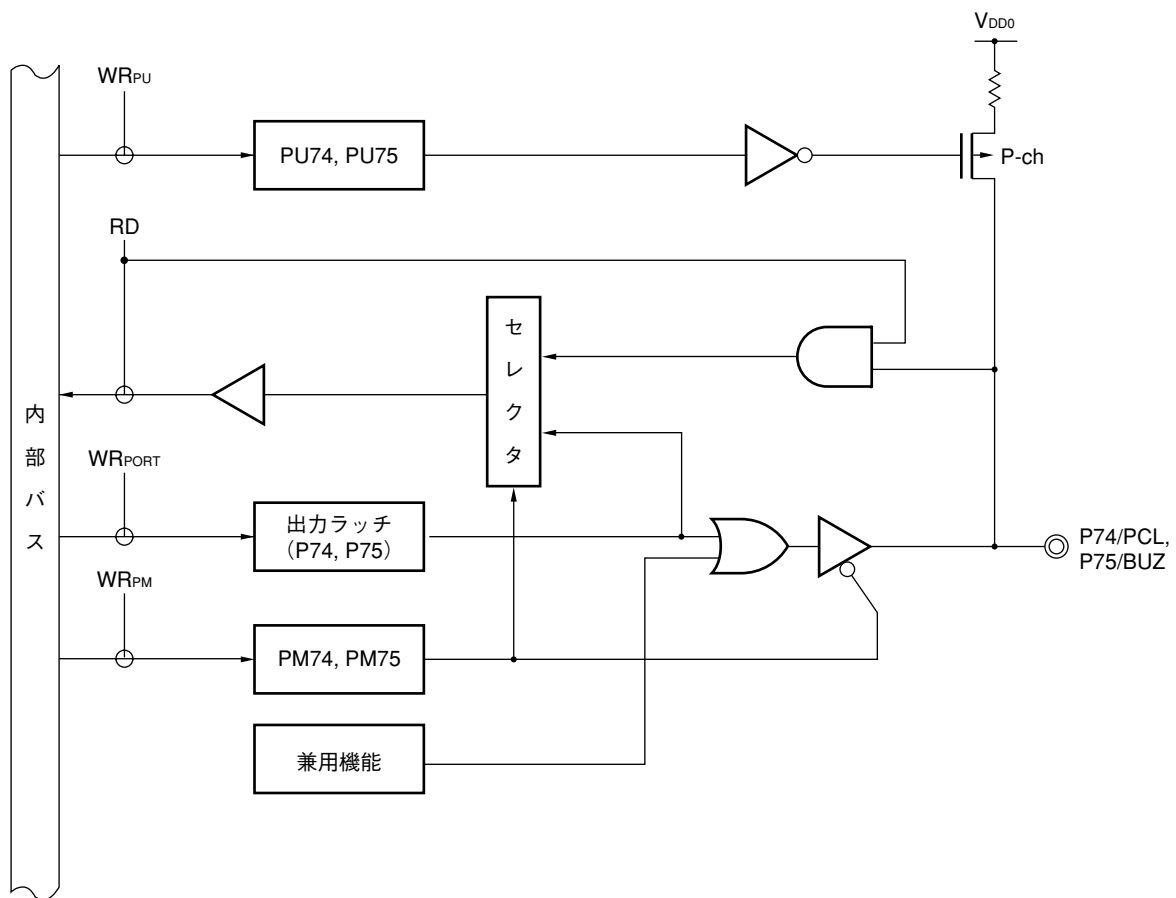 VDD0
WRPU
PU74, PU75
P-ch
RD
セレクタ
内部バス
WRPORT
出力ラッチ
(P74, P75)
P74/PCL,
P75/BUZ
WRPM
PM74, PM75
兼用機能